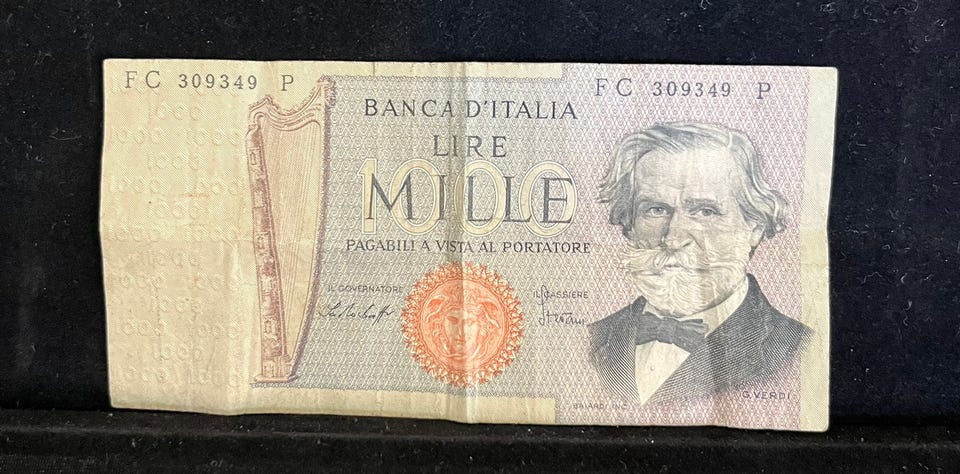 FC 309349 P
FC 309349 P
BANCA D'ITALIA
LIRE
1000
MILLE
PAGABILI A VISTA AL PORTATORE
IL GOVERNATORE
IL CASSIERE
G. VERDI